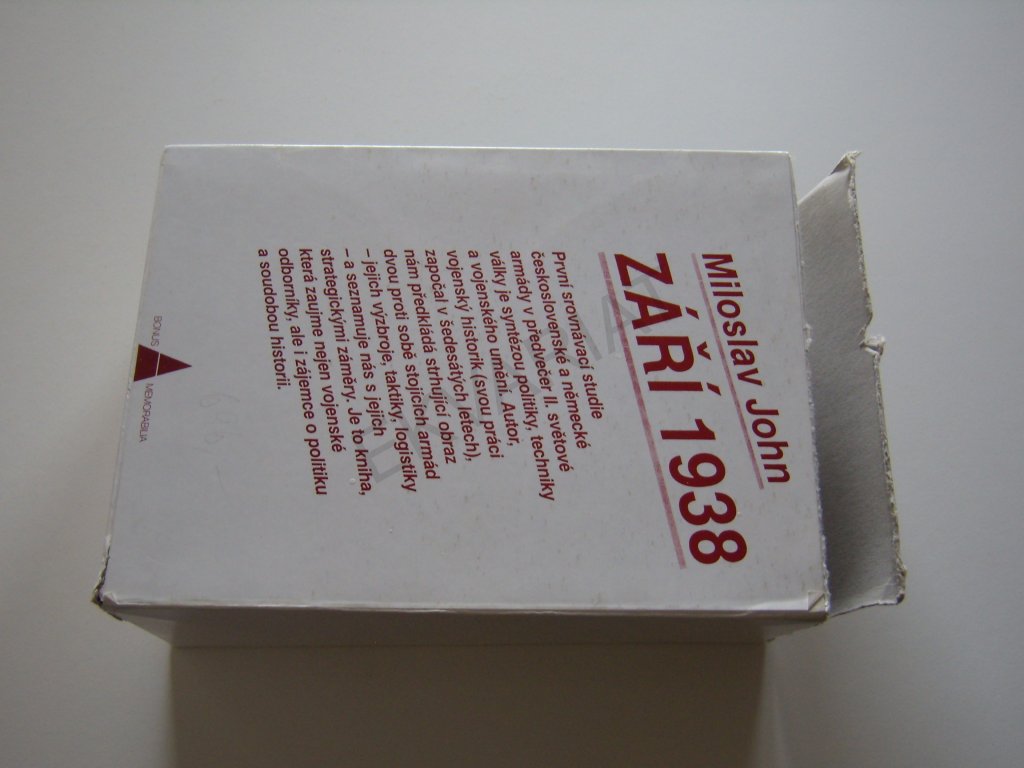 Miloslav John
ZÁŘÍ 1938
První srovnávací studie
československé a německé
armády v předvečer II. světové
války je syntézou politiky, techniky
a vojenského umění. Autor,
vojenský historik (svou práci
započal v šedesátých letech),
nám předkládá strhující obraz
dvou proti sobě stojících armád
– jejich výzbroje, taktiky, logistiky
– a seznamuje nás s jejich
strategickými záměry. Je to kniha,
která zaujme nejen vojenské
odborníky, ale i zájemce o politiku
a soudobou historii.
BONUS MEMORABILIA